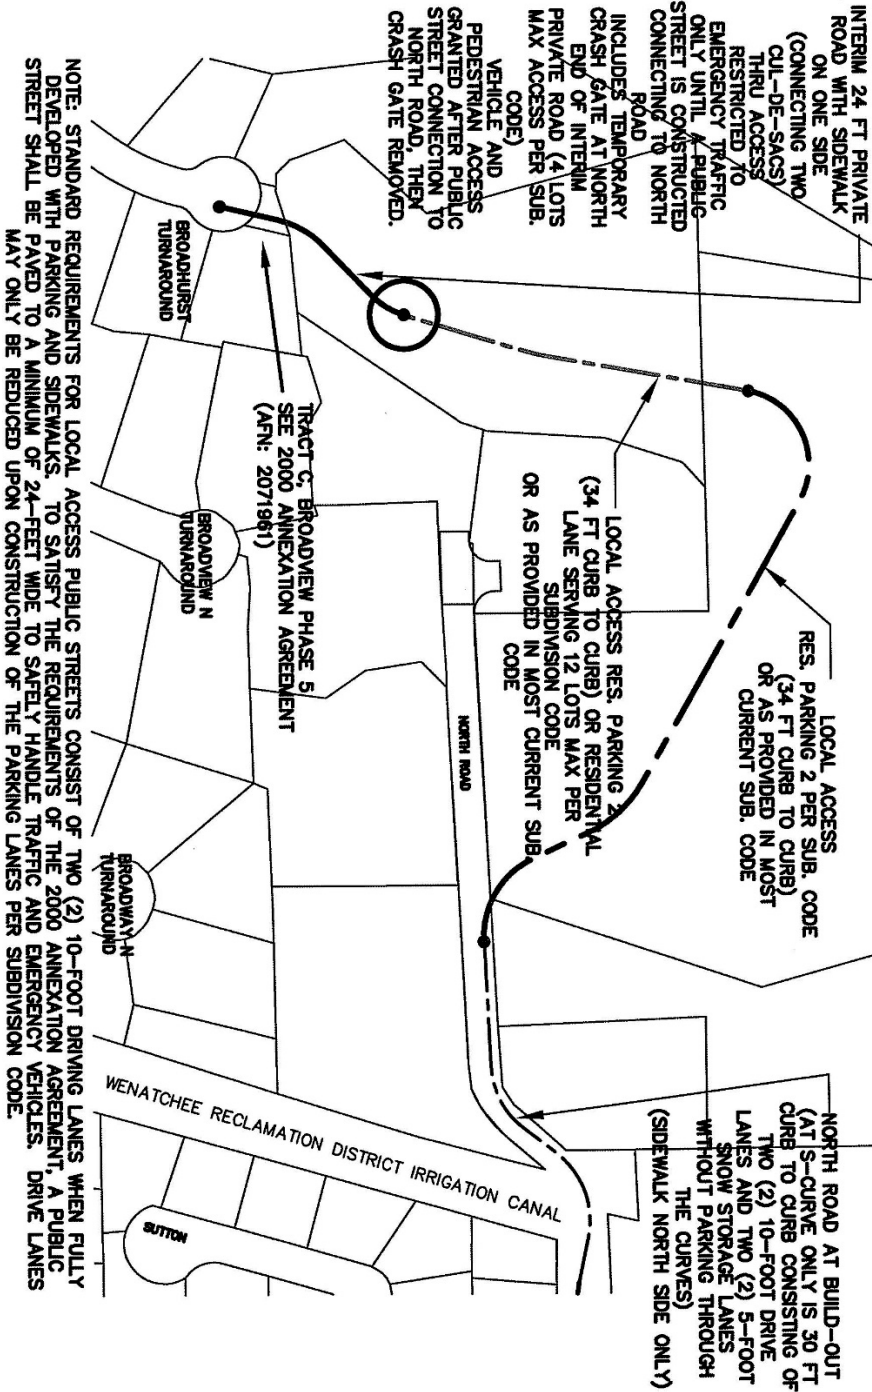 INTERIM 24 FT PRIVATE
ROAD WITH SIDEWALK
ON ONE SIDE
(CONNECTING TWO
CUL-DE-SACS)
THRU ACCESS
RESTRICTED TO
EMERGENCY TRAFFIC
ONLY UNTIL A PUBLIC
STREET IS CONSTRUCTED
CONNECTING TO NORTH
ROAD
INCLUDES TEMPORARY
CRASH GATE AT NORTH
END OF INTERIM
PRIVATE ROAD (4 LOTS
MAX ACCESS PER SUB.
CODE)
VEHICLE AND
PEDESTRIAN ACCESS
GRANTED AFTER PUBLIC
STREET CONNECTION TO
NORTH ROAD, THEN
CRASH GATE REMOVED.
LOCAL ACCESS
RES. PARKING 2 PER SUB. CODE
(34 FT CURB TO CURB)
OR AS PROVIDED IN MOST
CURRENT SUB. CODE
NORTH ROAD AT BUILD-OUT
(AT S-CURVE ONLY IS 30 FT
CURB TO CURB CONSISTING OF
TWO (2) 10-FOOT DRIVE
LANES AND TWO (2) 5-FOOT
SNOW STORAGE LANES
WITHOUT PARKING THROUGH
THE CURVES)
(SIDEWALK NORTH SIDE ONLY)
LOCAL ACCESS RES. PARKING 2
(34 FT CURB TO CURB) OR RESIDENTIAL
LANE SERVING 12 LOTS MAX PER
SUBDIVISION CODE
OR AS PROVIDED IN MOST CURRENT SUB
CODE
NORTH ROAD
TRACT C, BROADVIEW PHASE 5
SEE 2000 ANNEXATION AGREEMENT
(AFN: 2071961)
BROADHURST
TURNAROUND
BROADVIEW N
TURNAROUND
BROADWAY N
TURNAROUND
WENATCHEE RECLAMATION DISTRICT IRRIGATION CANAL
SUTTON
NOTE: STANDARD REQUIREMENTS FOR LOCAL ACCESS PUBLIC STREETS CONSIST OF TWO (2) 10-FOOT DRIVING LANES WHEN FULLY
DEVELOPED WITH PARKING AND SIDEWALKS. TO SATISFY THE REQUIREMENTS OF THE 2000 ANNEXATION AGREEMENT, A PUBLIC
STREET SHALL BE PAVED TO A MINIMUM OF 24-FEET WIDE TO SAFELY HANDLE TRAFFIC AND EMERGENCY VEHICLES. DRIVE LANES
MAY ONLY BE REDUCED UPON CONSTRUCTION OF THE PARKING LANES PER SUBDIVISION CODE.